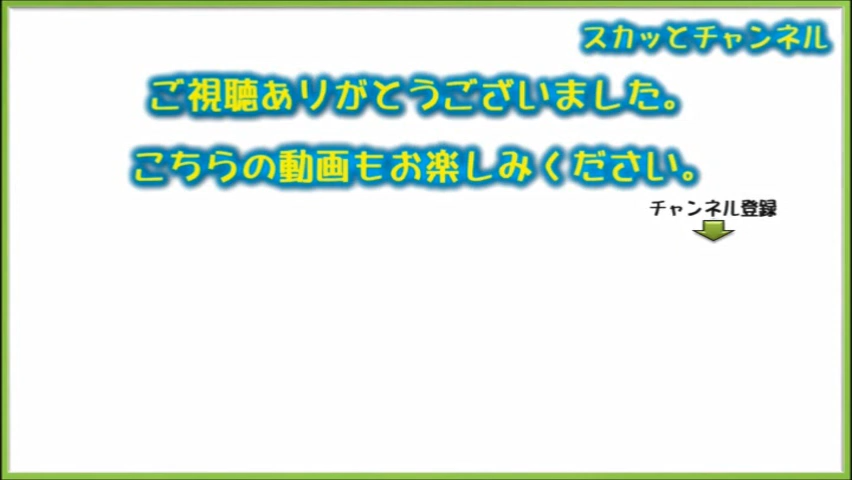 スカッとチャンネル
ご視聴ありがとうございました。
こちらの動画もお楽しみください。
チャンネル登録